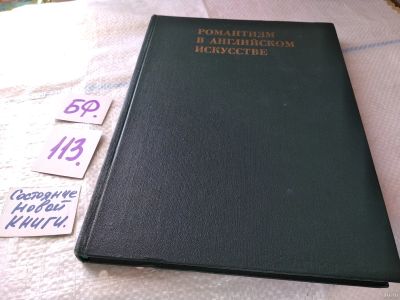 РОМАНТИЗМ
В АНГЛИЙСКОМ
ИСКУССТВЕ
БФ.
113.
Состояние
новой
книги.